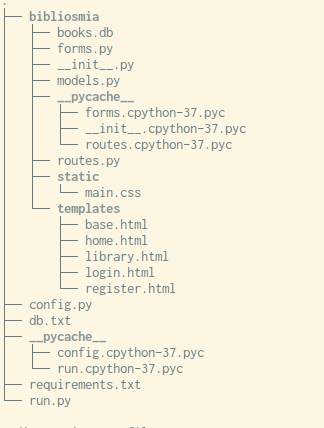 .
├── bibliosmia
│   ├── books.db
│   ├── forms.py
│   ├── __init__.py
│   ├── models.py
│   ├── __pycache__
│   │   ├── forms.cpython-37.pyc
│   │   ├── __init__.cpython-37.pyc
│   │   └── routes.cpython-37.pyc
│   ├── routes.py
│   ├── static
│   │   └── main.css
│   └── templates
│       ├── base.html
│       ├── home.html
│       ├── library.html
│       ├── login.html
│       └── register.html
├── config.py
├── db.txt
├── __pycache__
│   ├── config.cpython-37.pyc
│   └── run.cpython-37.pyc
├── requirements.txt
└── run.py